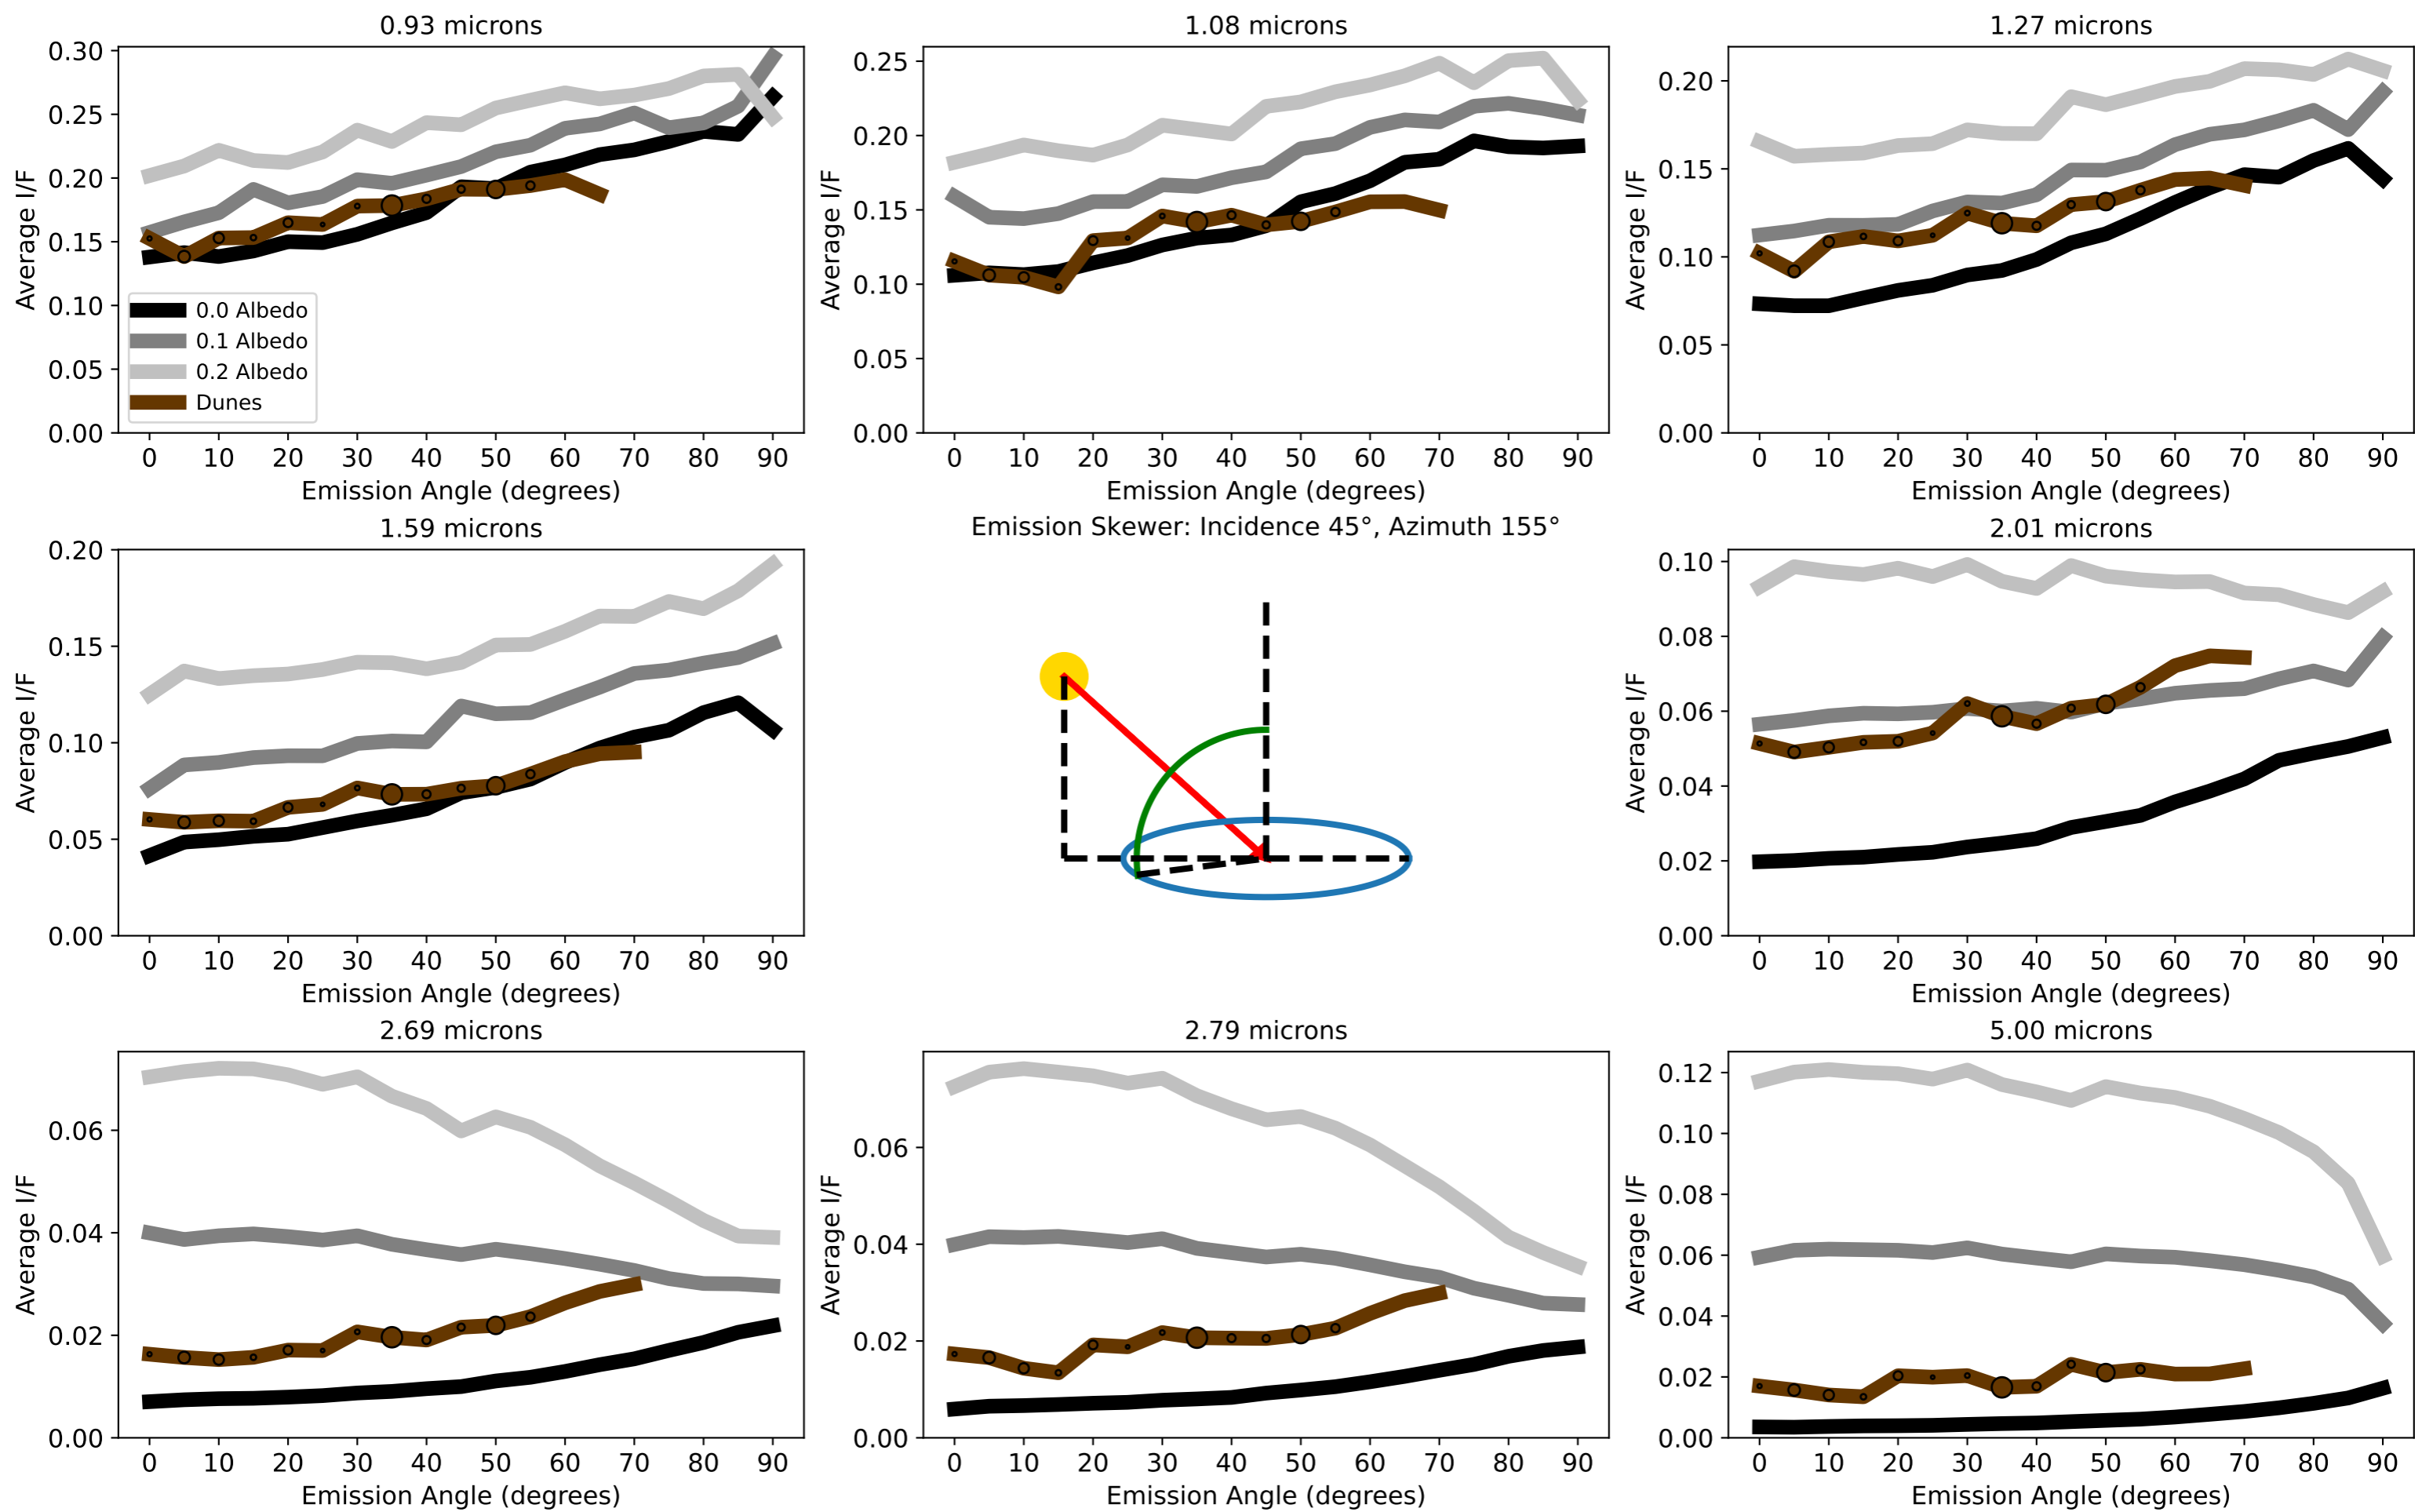 0.93 microns
0.30
0.25
0.20
0.15
0.10
0.05
0.00
Average I/F
0.0 Albedo
0.1 Albedo
0.2 Albedo
Dunes
0 10 20 30 40 50 60 70 80 90
Emission Angle (degrees)
1.08 microns
0.25
0.20
0.15
0.10
0.05
0.00
Average I/F
0 10 20 30 40 50 60 70 80 90
Emission Angle (degrees)
1.27 microns
0.20
0.15
0.10
0.05
0.00
Average I/F
0 10 20 30 40 50 60 70 80 90
Emission Angle (degrees)
1.59 microns
0.20
0.15
0.10
0.05
0.00
Average I/F
0 10 20 30 40 50 60 70 80 90
Emission Angle (degrees)
Emission Skewer: Incidence 45°, Azimuth 155°
2.01 microns
0.10
0.08
0.06
0.04
0.02
0.00
Average I/F
0 10 20 30 40 50 60 70 80 90
Emission Angle (degrees)
2.69 microns
0.06
0.04
0.02
0.00
Average I/F
0 10 20 30 40 50 60 70 80 90
Emission Angle (degrees)
2.79 microns
0.06
0.04
0.02
0.00
Average I/F
0 10 20 30 40 50 60 70 80 90
Emission Angle (degrees)
5.00 microns
0.12
0.10
0.08
0.06
0.04
0.02
0.00
Average I/F
0 10 20 30 40 50 60 70 80 90
Emission Angle (degrees)